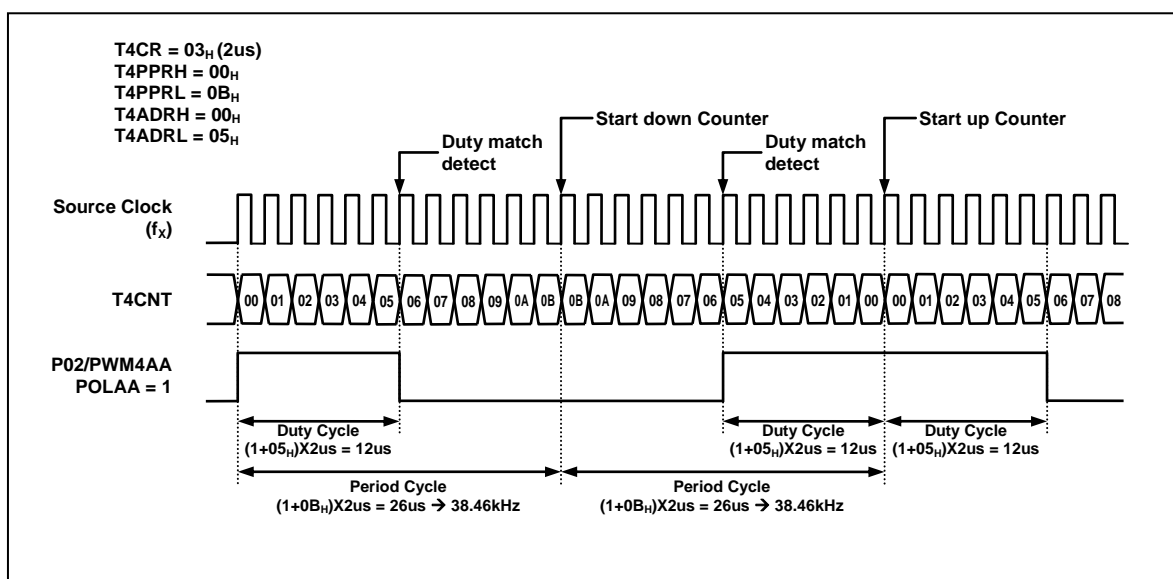 T4CR = 03H (2us)
T4PPRH = 00H
T4PPRL = 0BH
T4ADRH = 00H
T4ADRL = 05H
Duty match
detect
Start down Counter
Duty match
detect
Start up Counter
Source Clock
(fX)
T4CNT
00 01 02 03 04 05 06 07 08 09 0A 0B 0B 0A 09 08 07 06 05 04 03 02 01 00 00 01 02 03 04 05 06 07 08
P02/PWM4AA
POLAA = 1
Duty Cycle
(1+05H)X2us = 12us
Duty Cycle
(1+05H)X2us = 12us
Duty Cycle
(1+05H)X2us = 12us
Period Cycle
(1+0BH)X2us = 26us → 38.46kHz
Period Cycle
(1+0BH)X2us = 26us → 38.46kHz